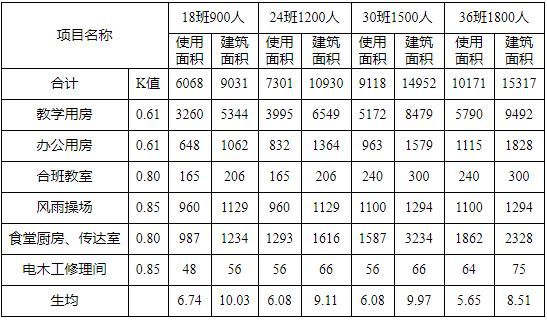 项目名称 18班900人 24班1200人 30班1500人 36班1800人
使用面积 建筑面积 使用面积 建筑面积 使用面积 建筑面积 使用面积 建筑面积
合计 K值 6068 9031 7301 10930 9118 14952 10171 15317
教学用房 0.61 3260 5344 3995 6549 5172 8479 5790 9492
办公用房 0.61 648 1062 832 1364 963 1579 1115 1828
合班教室 0.80 165 206 165 206 240 300 240 300
风雨操场 0.85 960 1129 960 1129 1100 1294 1100 1294
食堂厨房、传达室 0.80 987 1234 1293 1616 1587 3234 1862 2328
电木工修理间 0.85 48 56 56 66 56 66 64 75
生均 6.74 10.03 6.08 9.11 6.08 9.97 5.65 8.51